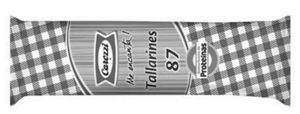 Carozzi
Me encanta!
Tallarines
87
Proteínas